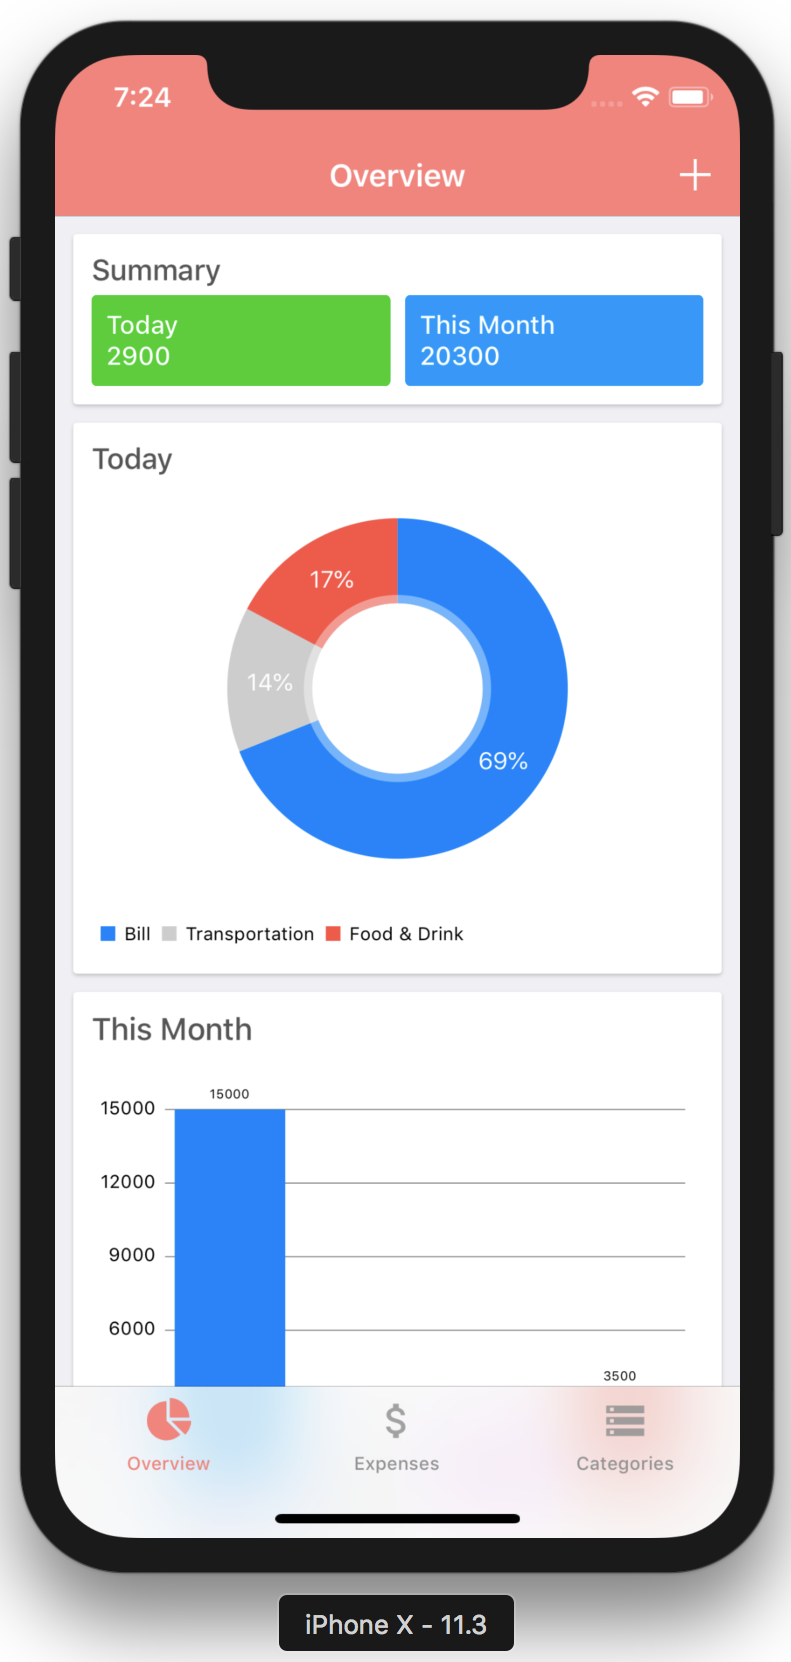 7:24
Overview
Summary
Today
2900
This Month
20300
Today
17%
14%
69%
Bill Transportation Food & Drink
This Month
15000
15000
12000
9000
6000
3500
Overview Expenses Categories
iPhone X - 11.3